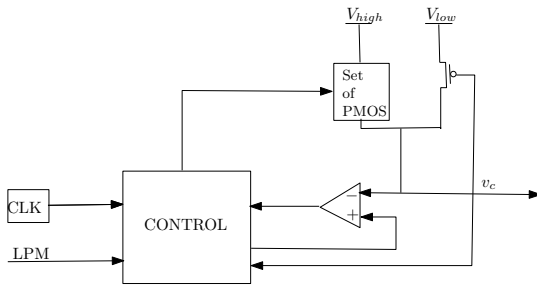 V_high
V_low
Set
of
PMOS
CLK
CONTROL
−
+
v_c
LPM